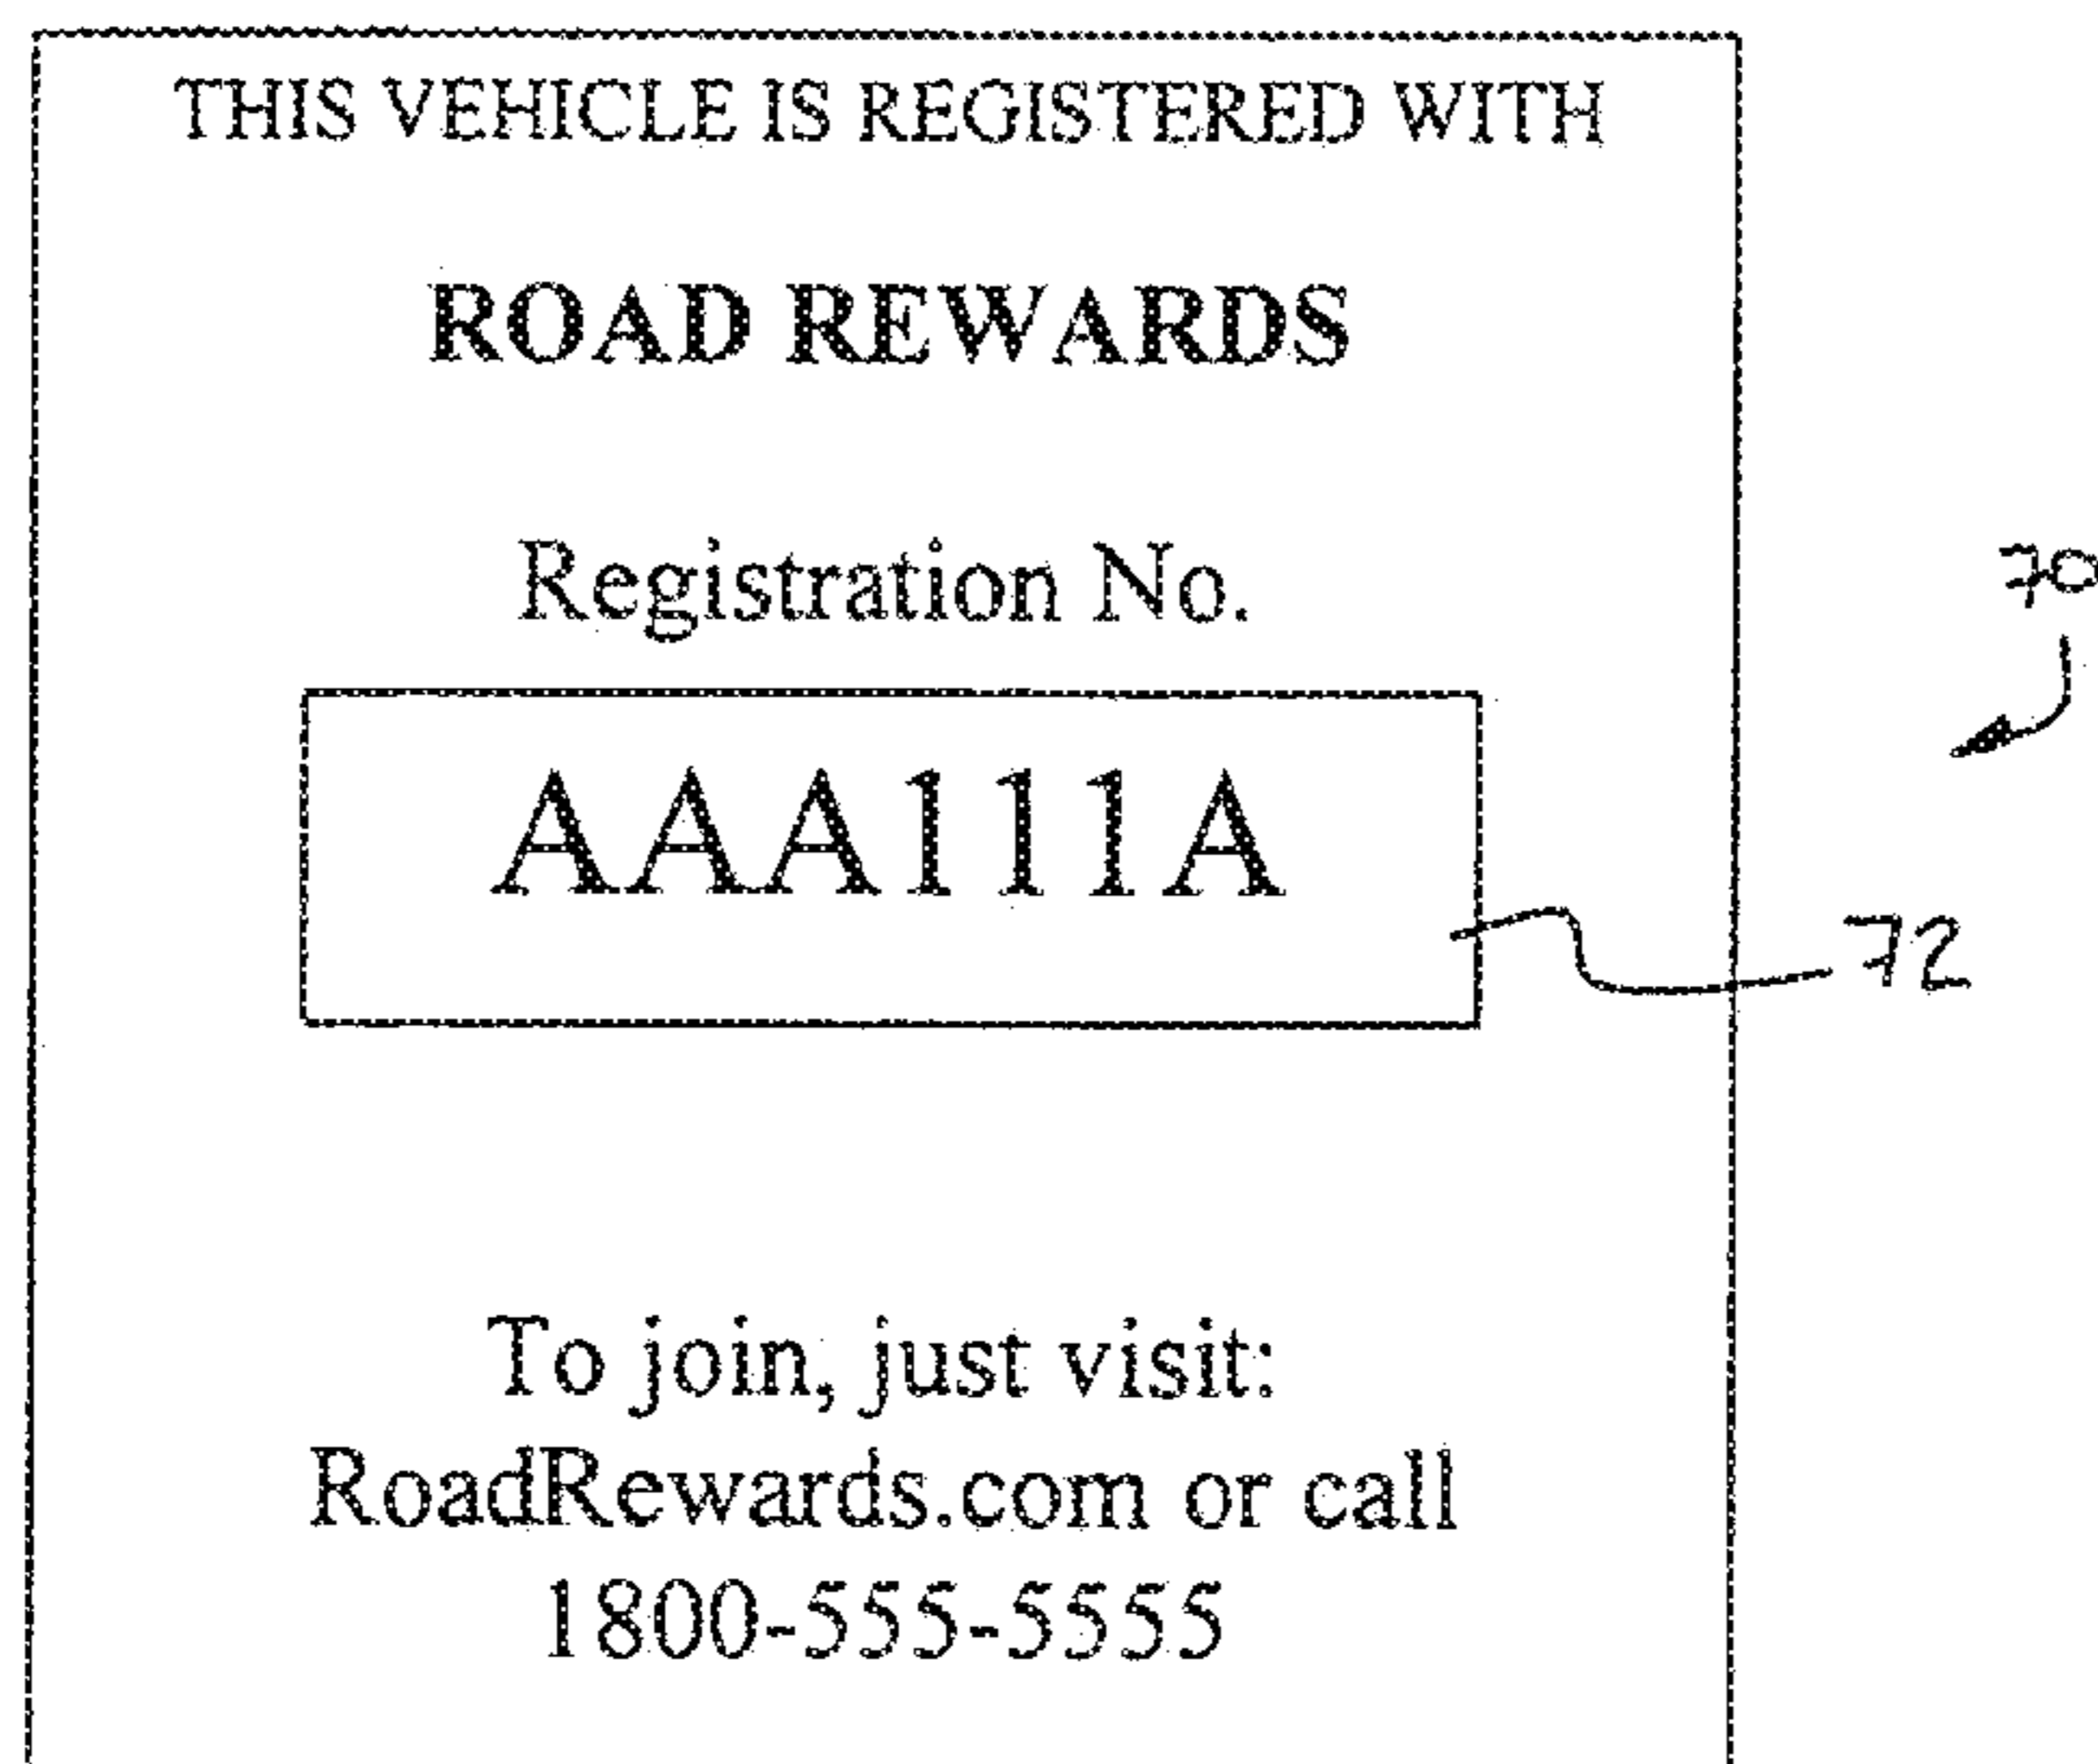 THIS VEHICLE IS REGISTERED WITH
ROAD REWARDS
Registration No.
70
AAA111A
72
To join, just visit:
RoadRewards.com or call
1800-555-5555